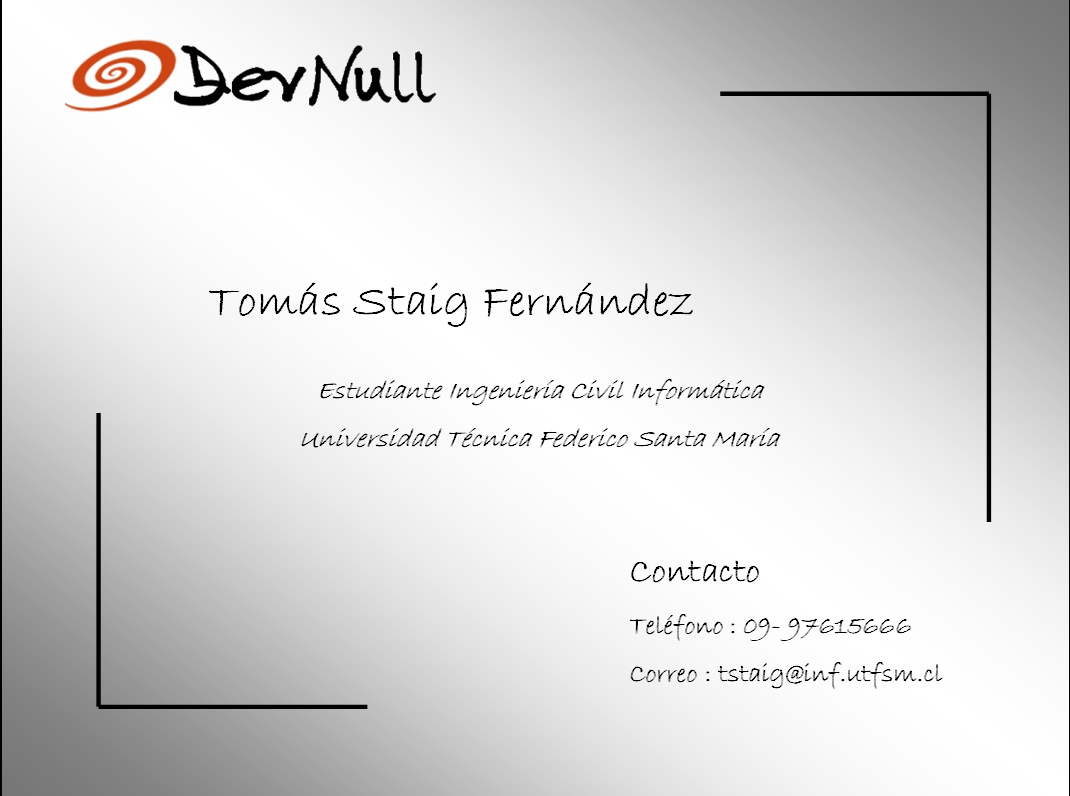 DevNull
Tomás Staig Fernández
Estudiante Ingeniería Civil Informática
Universidad Técnica Federico Santa María
Contacto
Teléfono : 09- 97615666
Correo : tstaig@inf.utfsm.cl